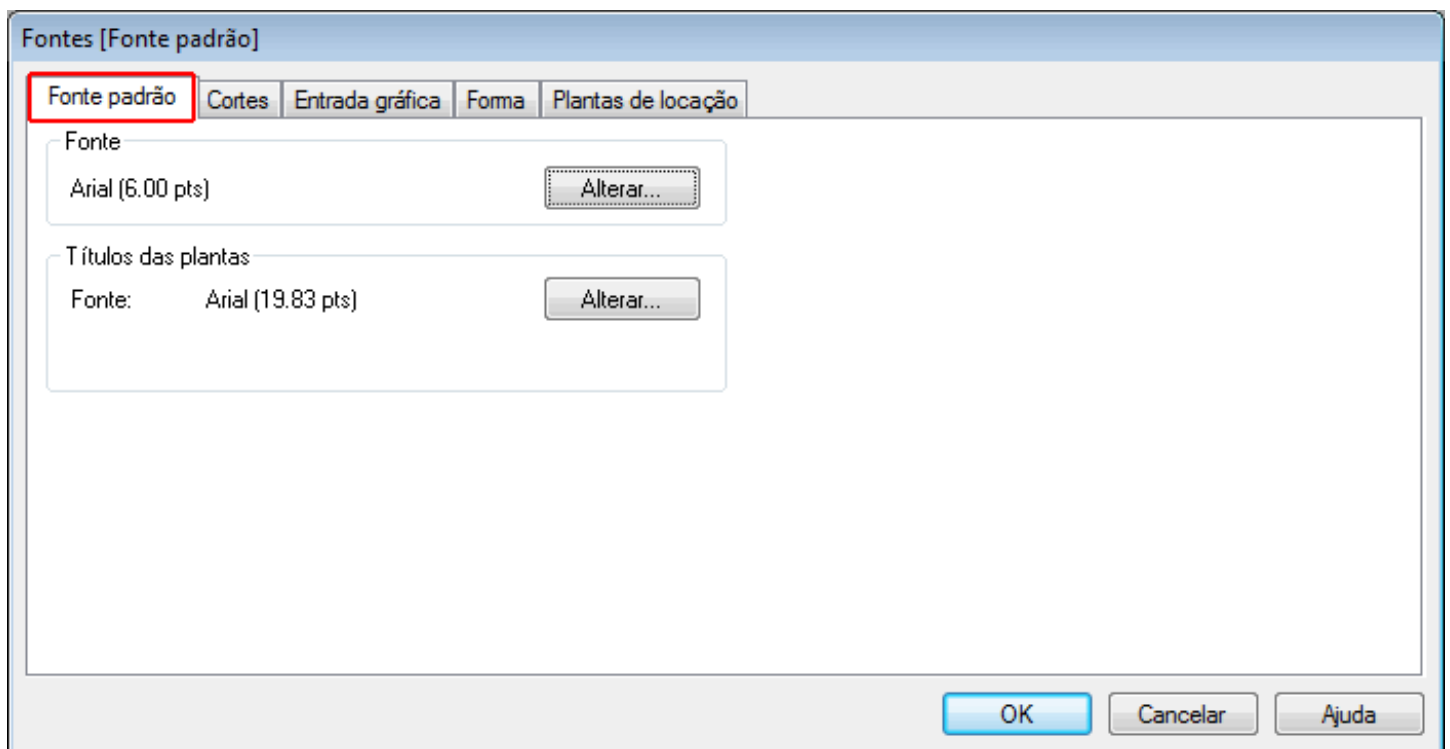 Fontes [Fonte padrão]
Fonte padrão Cortes Entrada gráfica Forma Plantas de locação
Fonte
Arial (6.00 pts) Alterar...
Títulos das plantas
Fonte: Arial (19.83 pts) Alterar...
OK Cancelar Ajuda